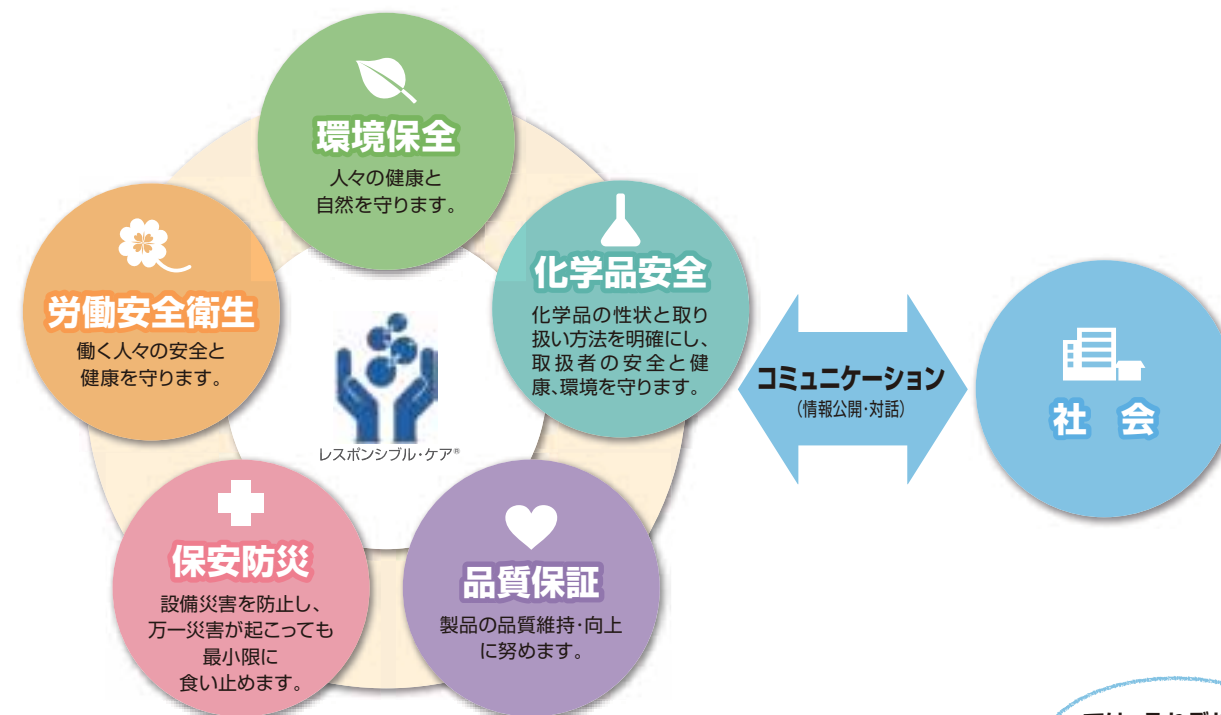 環境保全
人々の健康と
自然を守ります。
化学品安全
化学品の性状と取り
扱い方法を明確にし、
取扱者の安全と健
康、環境を守ります。
労働安全衛生
働く人々の安全と
健康を守ります。
レスポンシブル・ケア®
コミュニケーション
(情報公開・対話)
社 会
保安防災
設備災害を防止し、
万一災害が起こっても
最小限に
食い止めます。
品質保証
製品の品質維持・向上
に努めます。